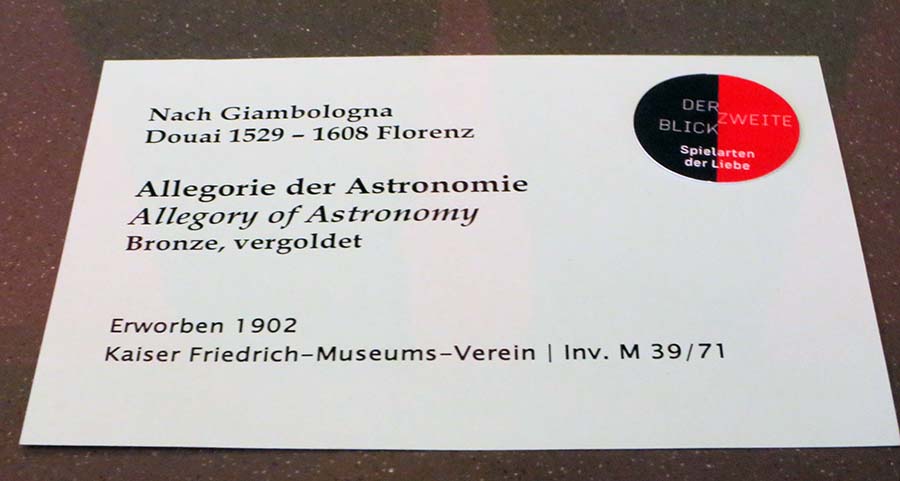 Nach Giambologna
Douai 1529 – 1608 Florenz
Allegorie der Astronomie
Allegory of Astronomy
Bronze, vergoldet
Erworben 1902
Kaiser Friedrich-Museums-Verein | Inv. M 39/71
DER
ZWEITE
BLICK
Spielarten
der Liebe